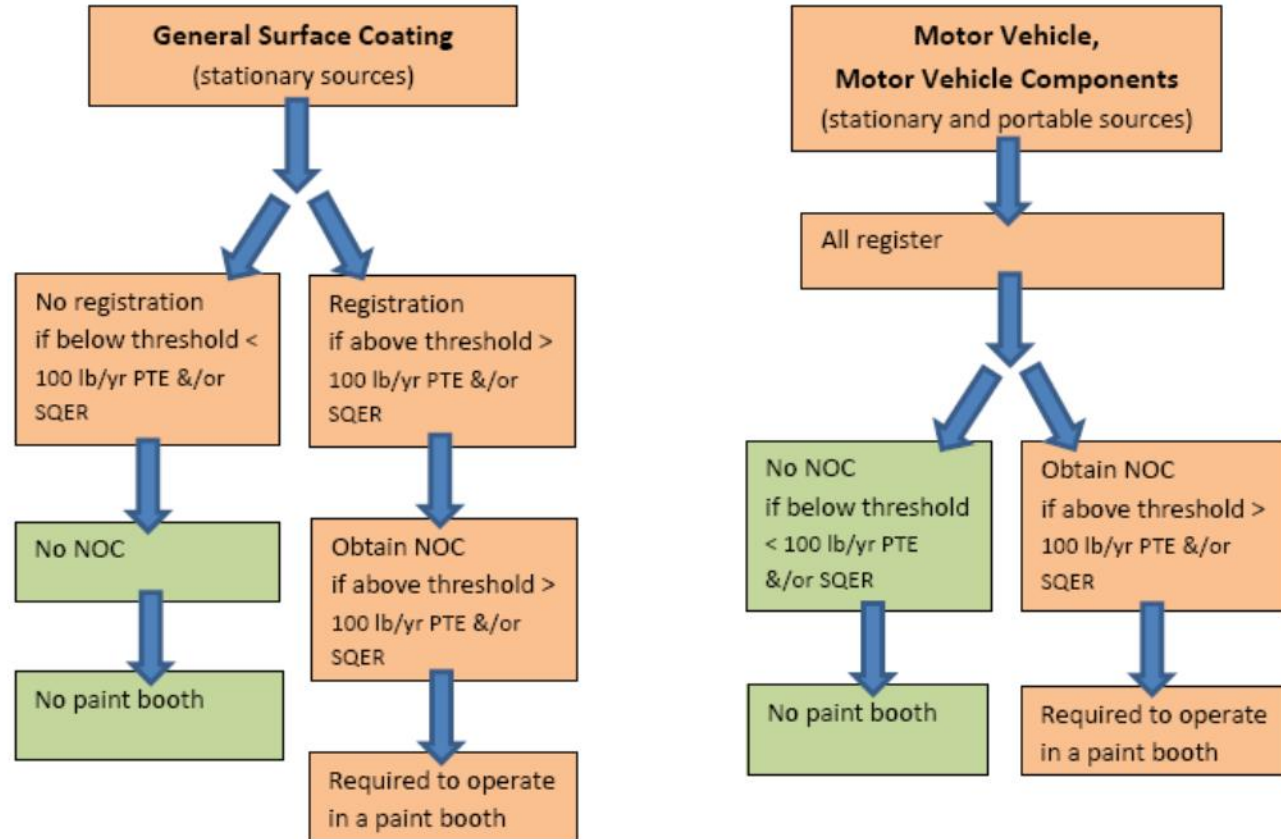 General Surface Coating
(stationary sources)
No registration
if below threshold <
100 lb/yr PTE &/or
SQER
No NOC
No paint booth
Registration
if above threshold >
100 lb/yr PTE &/or
SQER
Obtain NOC
if above threshold >
100 lb/yr PTE &/or
SQER
Required to operate
in a paint booth
Motor Vehicle,
Motor Vehicle Components
(stationary and portable sources)
All register
No NOC
if below threshold
< 100 lb/yr PTE
&/or SQER
No paint booth
Obtain NOC
if above threshold >
100 lb/yr PTE &/or
SQER
Required to operate
in a paint booth